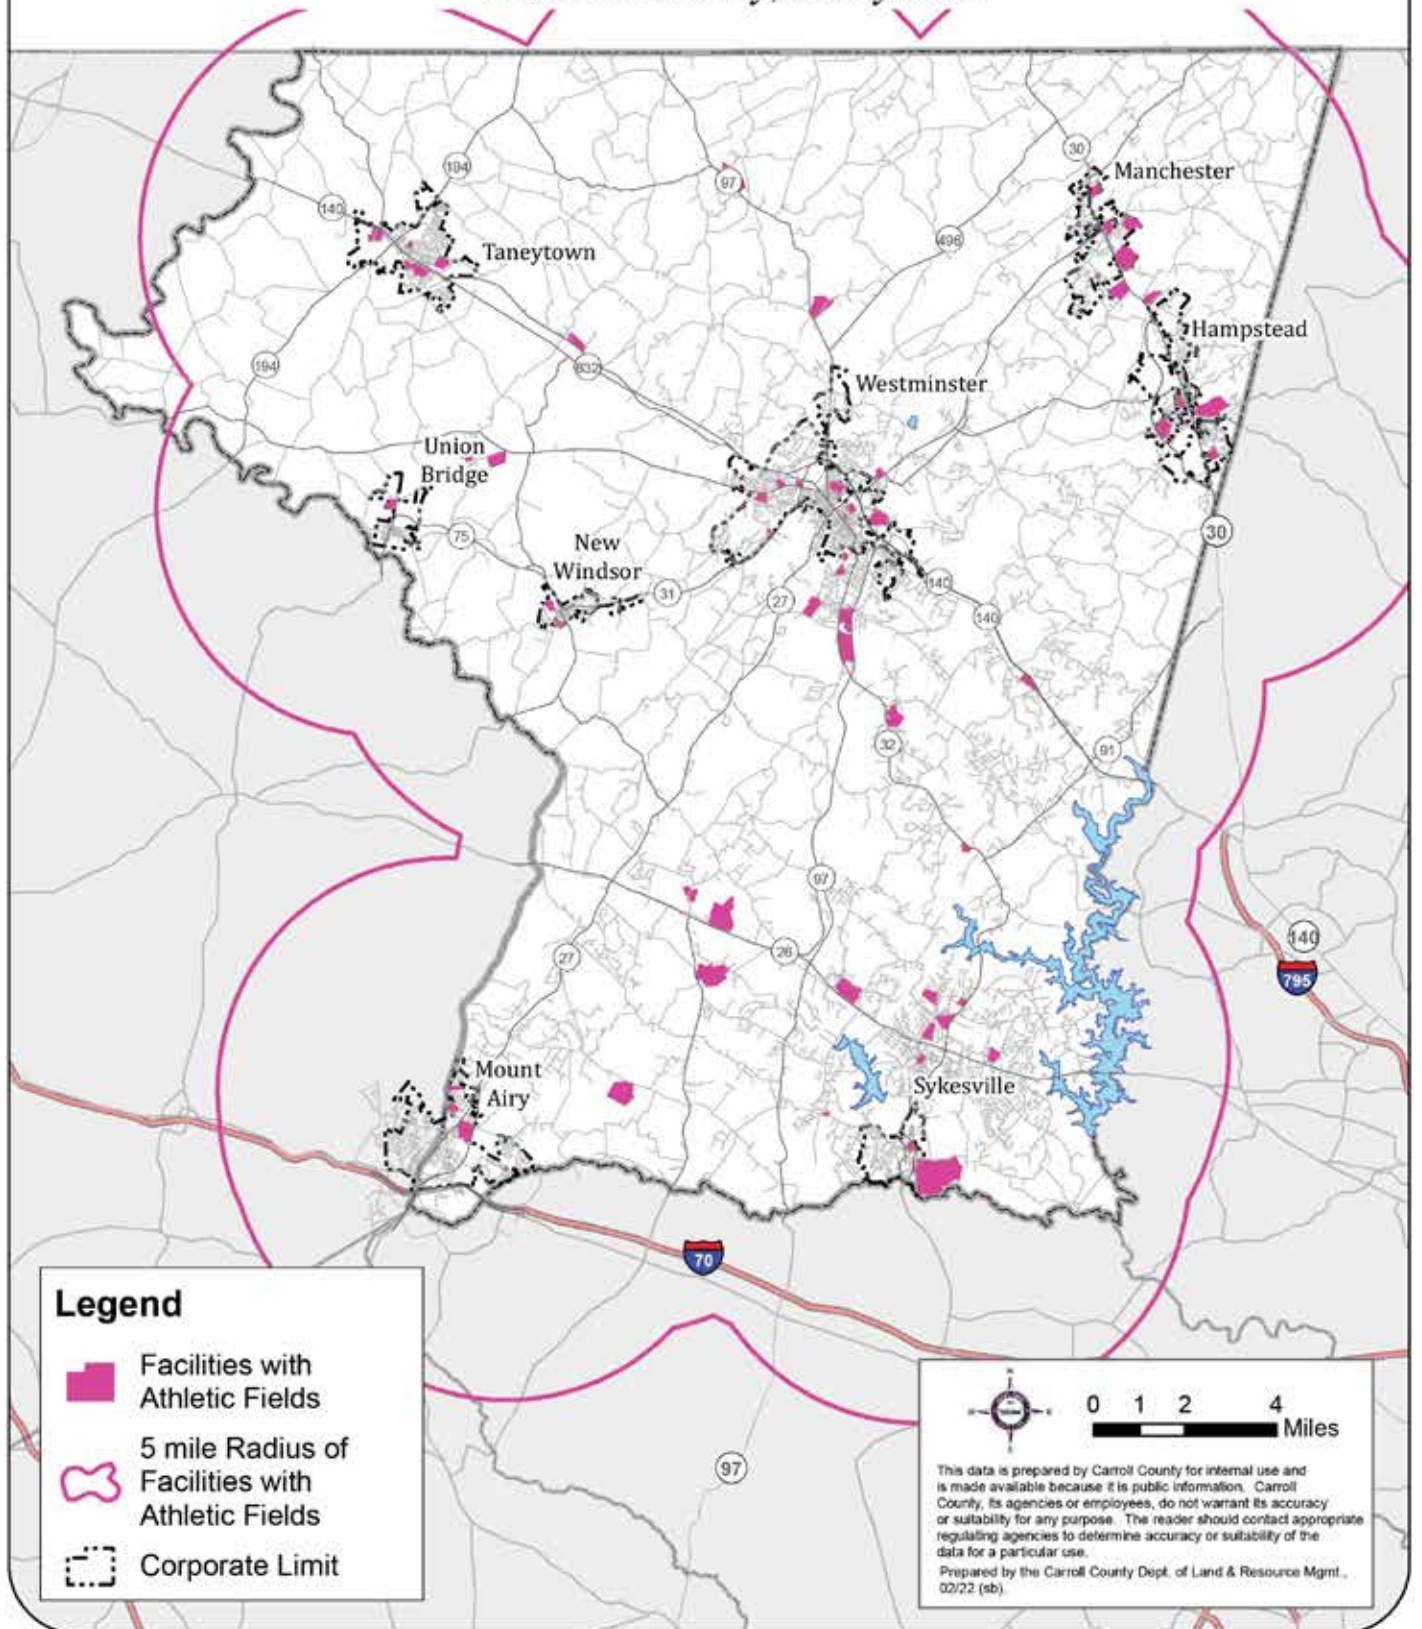 30
Manchester
194
97
140
496
Taneytown
Hampstead
194
832
Westminster
Union
Bridge
75
30
New
Windsor
31
27
140
140
32
91
97
140
26
27
795
Mount
Airy
Sykesville
70
Legend
Facilities with
Athletic Fields
5 mile Radius of
Facilities with
Athletic Fields
Corporate Limit
97
0 1 2 4
Miles
This data is prepared by Carroll County for internal use and
is made available because it is public information. Carroll
County, its agencies or employees, do not warrant its accuracy
or suitability for any purpose. The reader should contact appropriate
regulating agencies to determine accuracy or suitability of the
data for a particular use.
Prepared by the Carroll County Dept. of Land & Resource Mgmt.,
02/22 (sb).